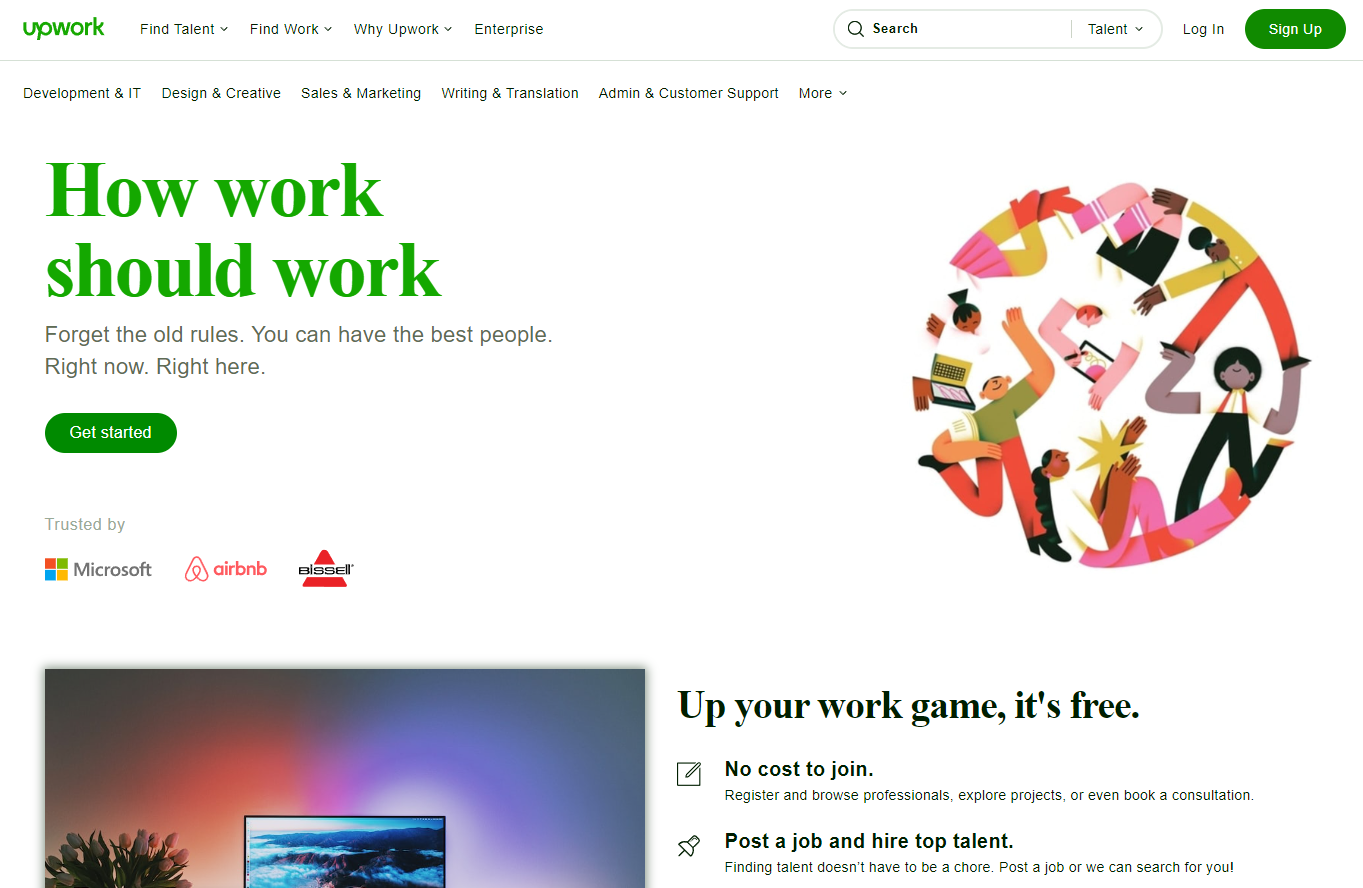 upwork
Find Talent
Find Work
Why Upwork
Enterprise
Search
Talent
Log In
Sign Up
Development & IT
Design & Creative
Sales & Marketing
Writing & Translation
Admin & Customer Support
More
How work
should work
Forget the old rules. You can have the best people.
Right now. Right here.
Get started
Trusted by
Microsoft
airbnb
BISSELL
Up your work game, it's free.
No cost to join.
Register and browse professionals, explore projects, or even book a consultation.
Post a job and hire top talent.
Finding talent doesn’t have to be a chore. Post a job or we can search for you!